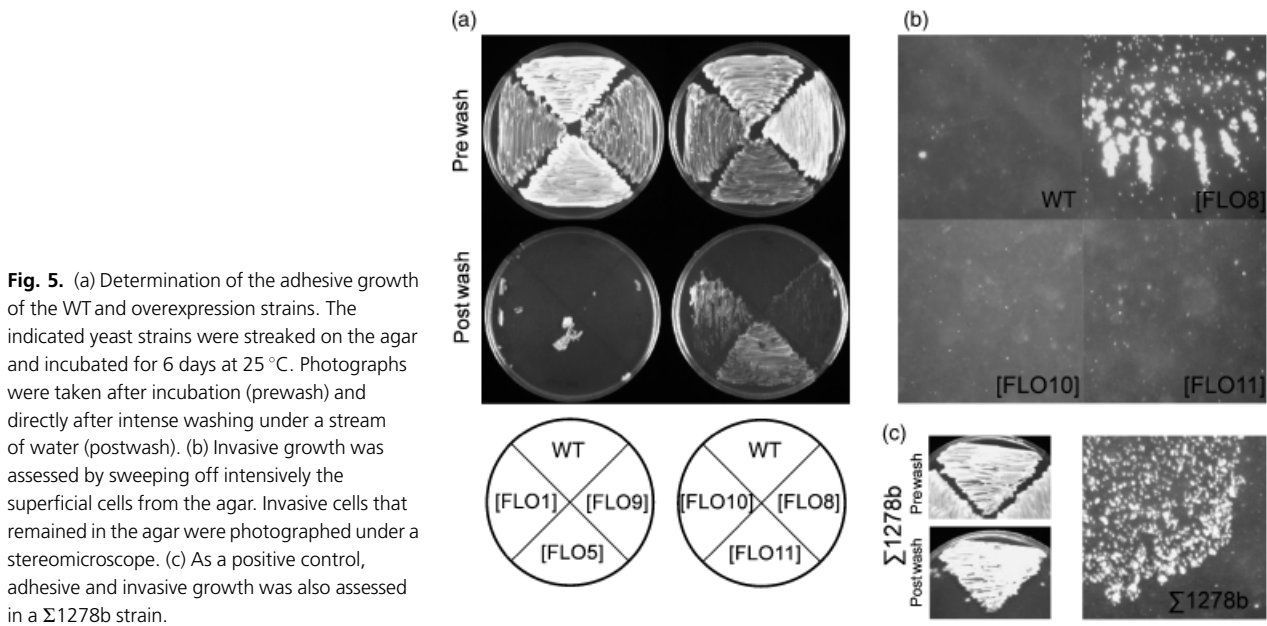 Fig. 5. (a) Determination of the adhesive growth
of the WT and overexpression strains. The
indicated yeast strains were streaked on the agar
and incubated for 6 days at 25 °C. Photographs
were taken after incubation (prewash) and
directly after intense washing under a stream
of water (postwash). (b) Invasive growth was
assessed by sweeping off intensively the
superficial cells from the agar. Invasive cells that
remained in the agar were photographed under a
stereomicroscope. (c) As a positive control,
adhesive and invasive growth was also assessed
in a Σ1278b strain.
(a)
Pre wash
Post wash
WT
[FLO1]
[FLO9]
[FLO5]
WT
[FLO10]
[FLO8]
[FLO11]
(b)
WT
[FLO8]
[FLO10]
[FLO11]
(c)
∑1278b
Pre wash
Post wash
∑1278b